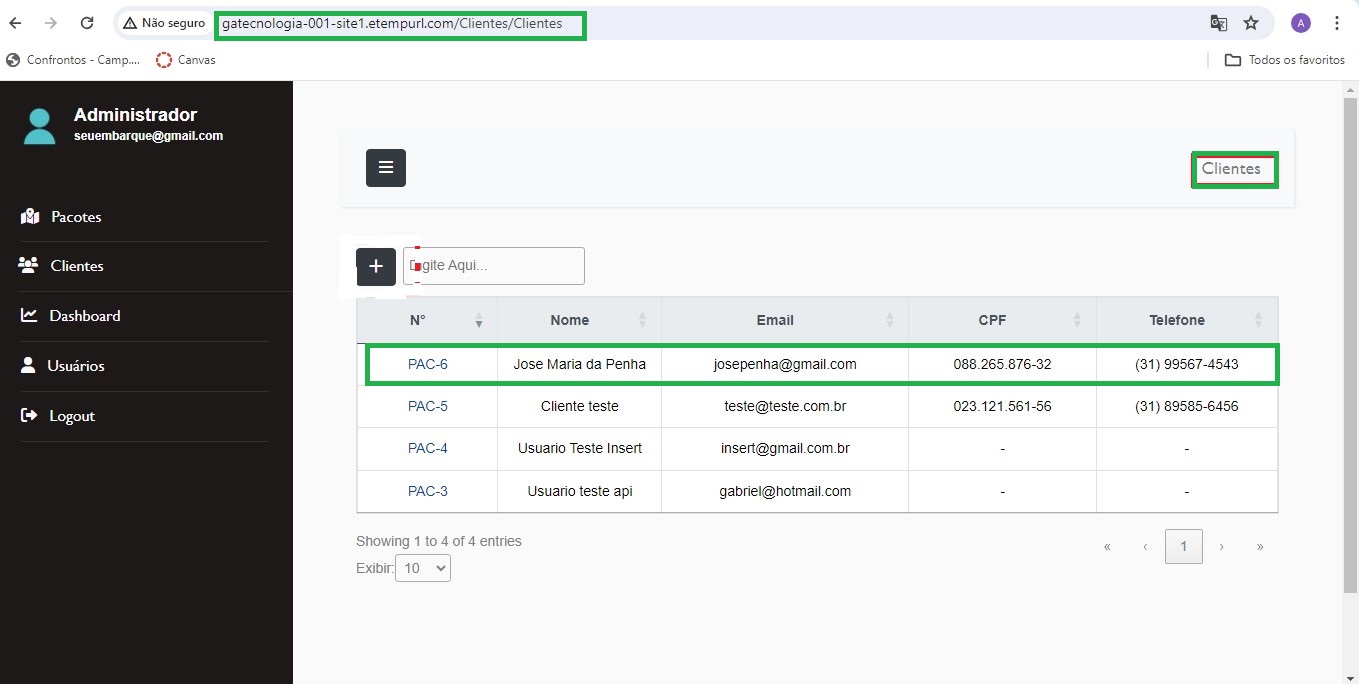 Não seguro gatecnologia-001-site1.etempurl.com/Clientes/Clientes A
Confrontos - Camp.... Canvas Todos os favoritos
Administrador
seuembarque@gmail.com
Pacotes
Clientes
Dashboard
Usuários
Logout
Clientes
+ Digite Aqui...
N° Nome Email CPF Telefone
PAC-6 Jose Maria da Penha josepenha@gmail.com 088.265.876-32 (31) 99567-4543
PAC-5 Cliente teste teste@teste.com.br 023.121.561-56 (31) 89585-6456
PAC-4 Usuario Teste Insert insert@gmail.com.br - -
PAC-3 Usuario teste api gabriel@hotmail.com - -
Showing 1 to 4 of 4 entries
« ‹ 1 › »
Exibir: 10